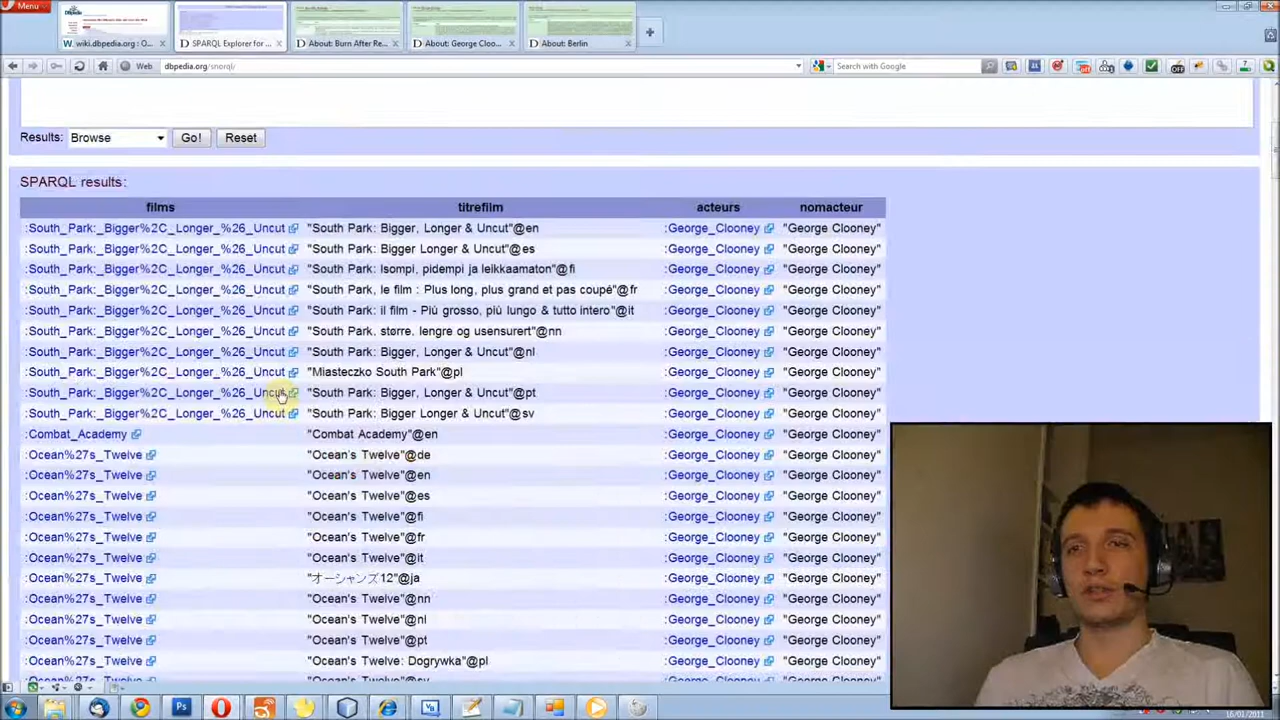 Menu
wiki.dbpedia.org : O...
SPARQL Explorer for ...
About: Burn After Re...
About: George Cloo...
About: Berlin
Web dbpedia.org/snorql/ Search with Google
Results: Browse Go! Reset
SPARQL results:
films titrefilm acteurs nomacteur
:South_Park:_Bigger%2C_Longer_%26_Uncut "South Park: Bigger, Longer & Uncut"@en :George_Clooney "George Clooney"
:South_Park:_Bigger%2C_Longer_%26_Uncut "South Park: Bigger Longer & Uncut"@es :George_Clooney "George Clooney"
:South_Park:_Bigger%2C_Longer_%26_Uncut "South Park: Isompi, pidempi ja leikkaamaton"@fi :George_Clooney "George Clooney"
:South_Park:_Bigger%2C_Longer_%26_Uncut "South Park, le film : Plus long, plus grand et pas coupé"@fr :George_Clooney "George Clooney"
:South_Park:_Bigger%2C_Longer_%26_Uncut "South Park: il film - Più grosso, più lungo & tutto intero"@it :George_Clooney "George Clooney"
:South_Park:_Bigger%2C_Longer_%26_Uncut "South Park, større, lengre og usensurert"@nn :George_Clooney "George Clooney"
:South_Park:_Bigger%2C_Longer_%26_Uncut "South Park: Bigger, Longer & Uncut"@nl :George_Clooney "George Clooney"
:South_Park:_Bigger%2C_Longer_%26_Uncut "Miasteczko South Park"@pl :George_Clooney "George Clooney"
:South_Park:_Bigger%2C_Longer_%26_Uncut "South Park: Bigger, Longer & Uncut"@pt :George_Clooney "George Clooney"
:South_Park:_Bigger%2C_Longer_%26_Uncut "South Park: Bigger Longer & Uncut"@sv :George_Clooney "George Clooney"
:Combat_Academy "Combat Academy"@en :George_Clooney "George Clooney"
:Ocean%27s_Twelve "Ocean's Twelve"@de :George_Clooney "George Clooney"
:Ocean%27s_Twelve "Ocean's Twelve"@en :George_Clooney "George Clooney"
:Ocean%27s_Twelve "Ocean's Twelve"@es :George_Clooney "George Clooney"
:Ocean%27s_Twelve "Ocean's Twelve"@fi :George_Clooney "George Clooney"
:Ocean%27s_Twelve "Ocean's Twelve"@fr :George_Clooney "George Clooney"
:Ocean%27s_Twelve "Ocean's Twelve"@it :George_Clooney "George Clooney"
:Ocean%27s_Twelve "オーシャンズ12"@ja :George_Clooney "George Clooney"
:Ocean%27s_Twelve "Ocean's Twelve"@nn :George_Clooney "George Clooney"
:Ocean%27s_Twelve "Ocean's Twelve"@nl :George_Clooney "George Clooney"
:Ocean%27s_Twelve "Ocean's Twelve"@pt :George_Clooney "George Clooney"
:Ocean%27s_Twelve "Ocean's Twelve: Dogrywka"@pl :George_Clooney "George Clooney"
16/01/2011